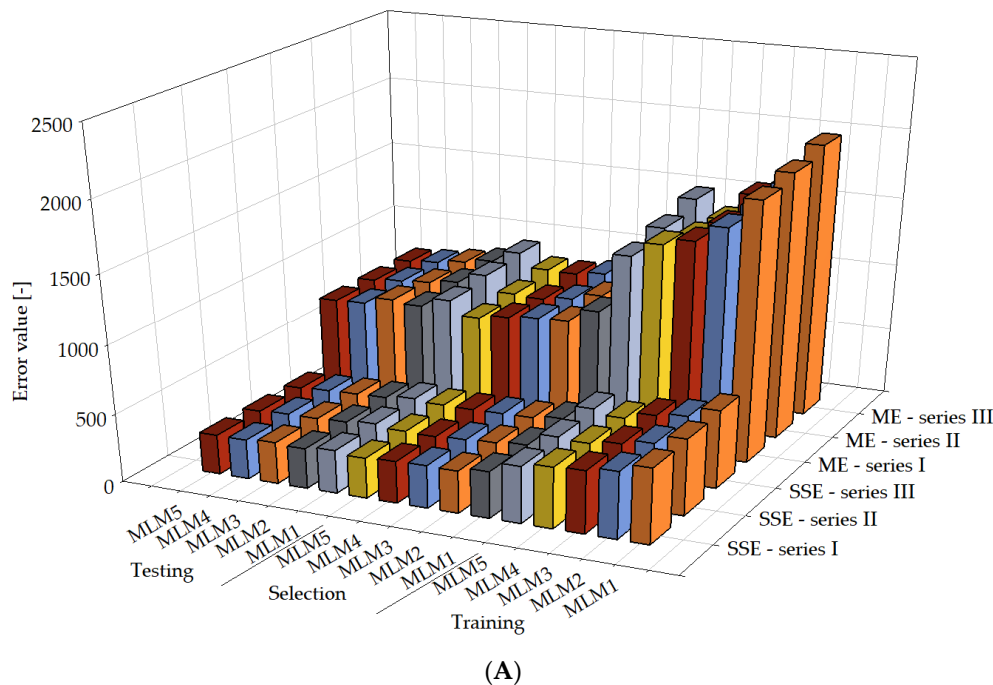 2500
2000
1500
1000
500
0
Error value [-]
MLM5
MLM4
MLM3
MLM2
MLM1
MLM5
MLM4
MLM3
MLM2
MLM1
MLM5
MLM4
MLM3
MLM2
MLM1
Testing
Selection
Training
ME - series III
ME - series II
ME - series I
SSE - series III
SSE - series II
SSE - series I
(A)